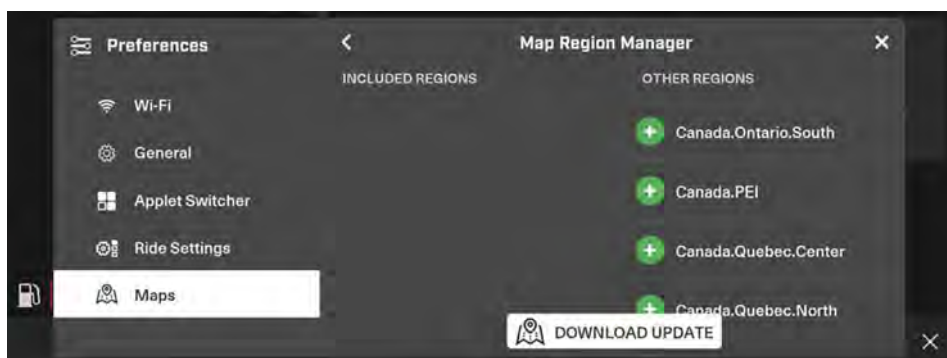 Preferences
Wi-Fi
General
Applet Switcher
Ride Settings
Maps
Map Region Manager
INCLUDED REGIONS
OTHER REGIONS
Canada.Ontario.South
Canada.PEI
Canada.Quebec.Center
Canada.Quebec.North
DOWNLOAD UPDATE